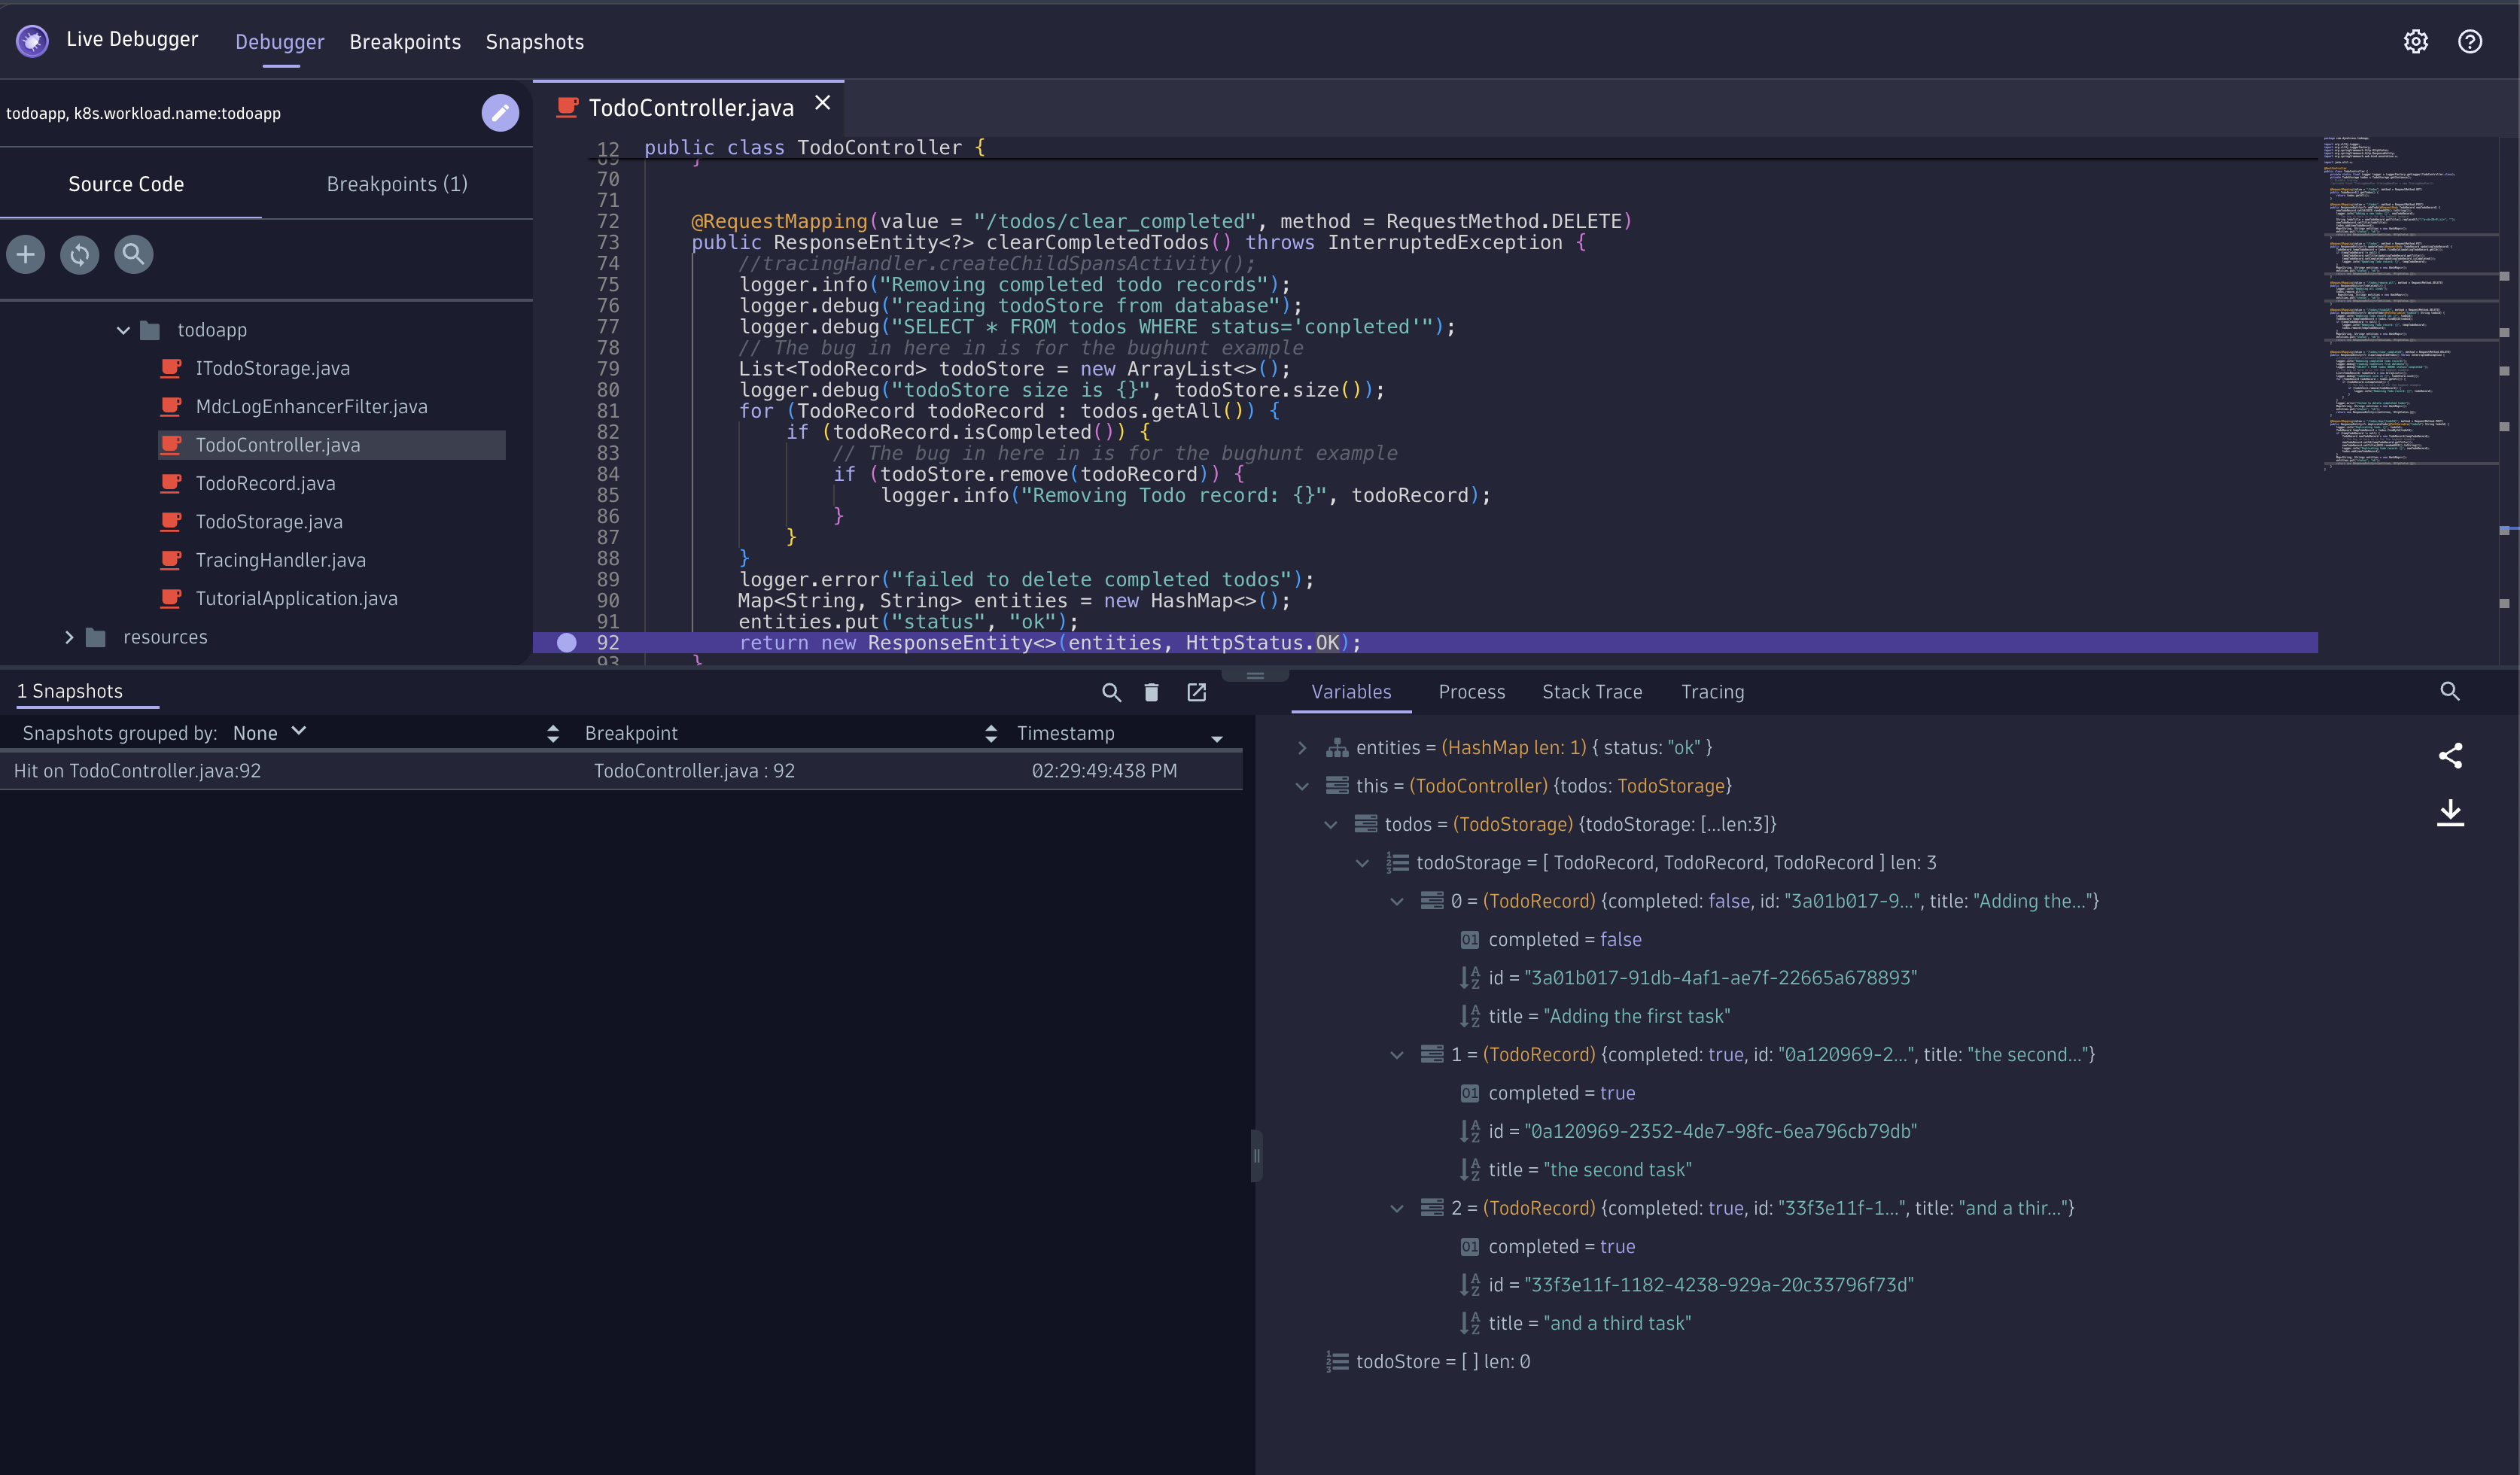 Live Debugger Debugger Breakpoints Snapshots
todoapp, k8s.workload.name:todoapp
Source Code Breakpoints (1)
todoapp
ITodoStorage.java
MdcLogEnhancerFilter.java
TodoController.java
TodoRecord.java
TodoStorage.java
TracingHandler.java
TutorialApplication.java
resources
TodoController.java
12 public class TodoController {
69 }
70
71
72 @RequestMapping(value = "/todos/clear_completed", method = RequestMethod.DELETE)
73 public ResponseEntity<?> clearCompletedTodos() throws InterruptedException {
74 //tracingHandler.createChildSpansActivity();
75 logger.info("Removing completed todo records");
76 logger.debug("reading todoStore from database");
77 logger.debug("SELECT * FROM todos WHERE status='conpleted'");
78 // The bug in here in is for the bughunt example
79 List<TodoRecord> todoStore = new ArrayList<>();
80 logger.debug("todoStore size is {}", todoStore.size());
81 for (TodoRecord todoRecord : todos.getAll()) {
82 if (todoRecord.isCompleted()) {
83 // The bug in here in is for the bughunt example
84 if (todoStore.remove(todoRecord)) {
85 logger.info("Removing Todo record: {}", todoRecord);
86 }
87 }
88 }
89 logger.error("failed to delete completed todos");
90 Map<String, String> entities = new HashMap<>();
91 entities.put("status", "ok");
92 return new ResponseEntity<>(entities, HttpStatus.OK);
93 }
1 Snapshots
Snapshots grouped by: None Breakpoint Timestamp
Hit on TodoController.java:92 TodoController.java : 92 02:29:49:438 PM
Variables Process Stack Trace Tracing
entities = (HashMap len: 1) { status: "ok" }
this = (TodoController) {todos: TodoStorage}
todos = (TodoStorage) {todoStorage: [...len:3]}
todoStorage = [ TodoRecord, TodoRecord, TodoRecord ] len: 3
0 = (TodoRecord) {completed: false, id: "3a01b017-9...", title: "Adding the..."}
completed = false
id = "3a01b017-91db-4af1-ae7f-22665a678893"
title = "Adding the first task"
1 = (TodoRecord) {completed: true, id: "0a120969-2...", title: "the second..."}
completed = true
id = "0a120969-2352-4de7-98fc-6ea796cb79db"
title = "the second task"
2 = (TodoRecord) {completed: true, id: "33f3e11f-1...", title: "and a thir..."}
completed = true
id = "33f3e11f-1182-4238-929a-20c33796f73d"
title = "and a third task"
todoStore = [ ] len: 0